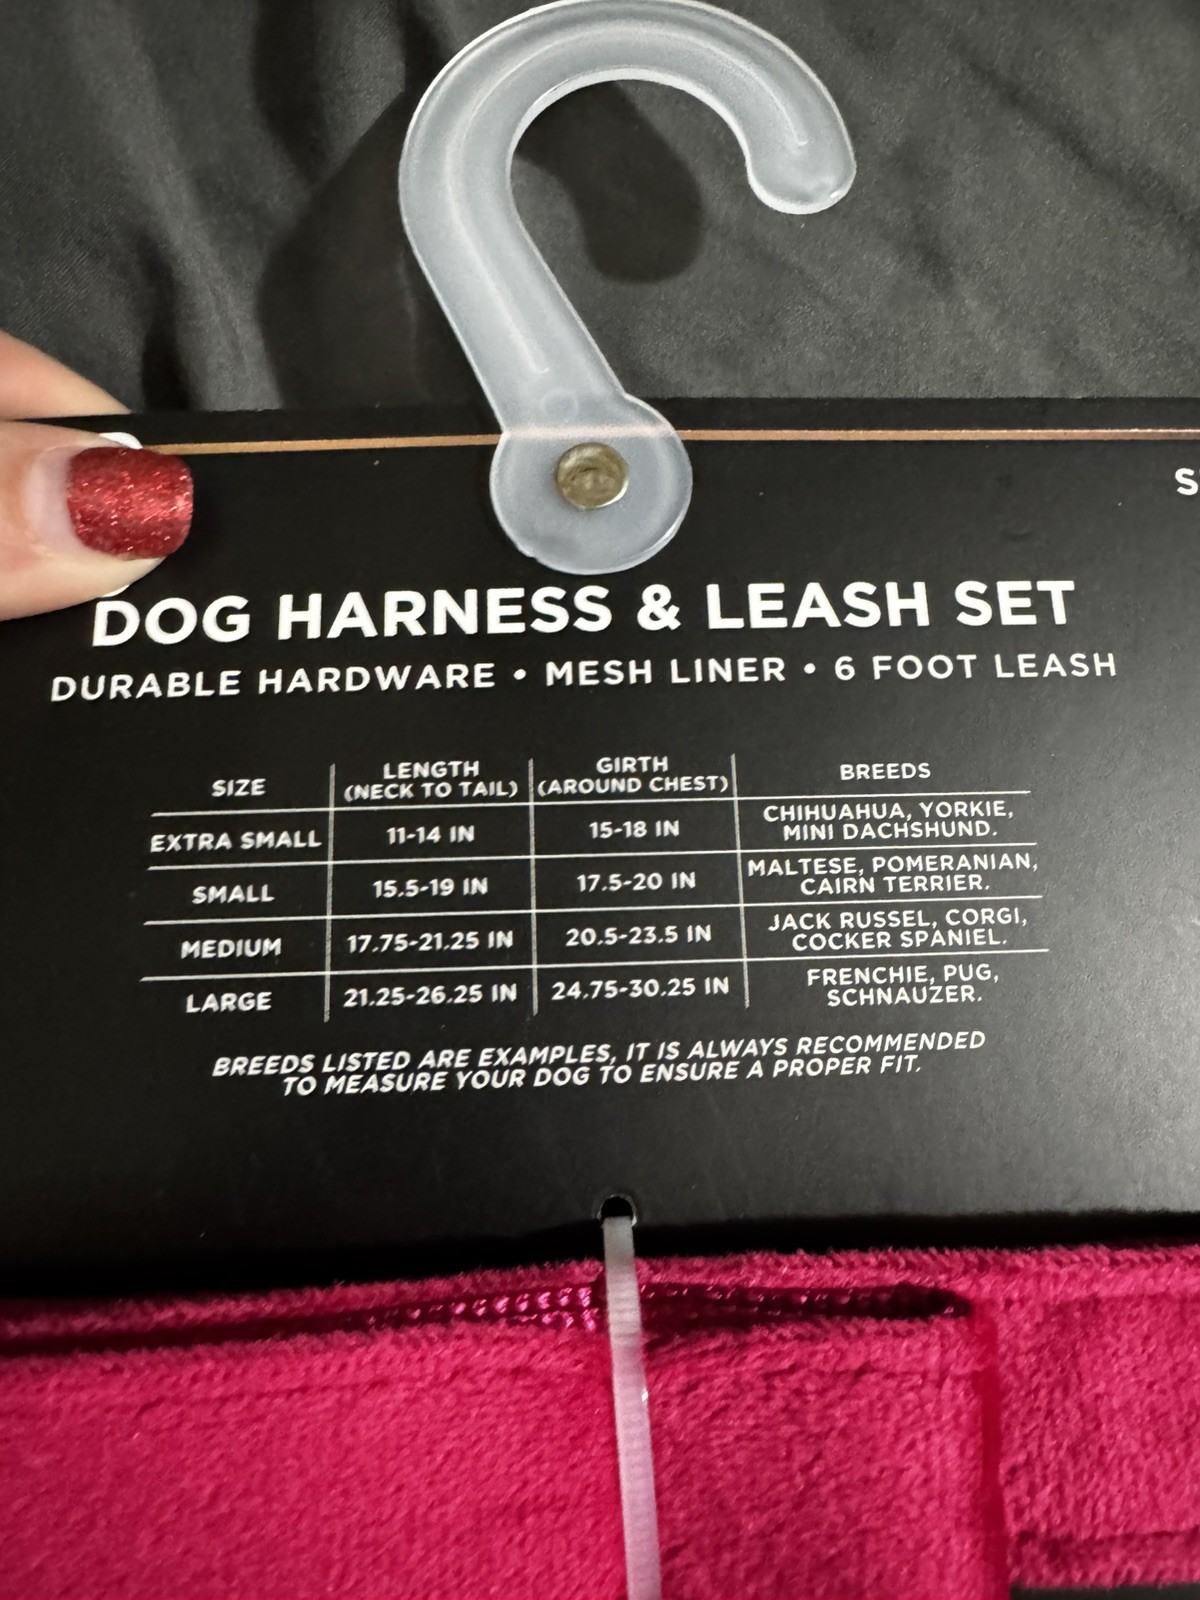 DOG HARNESS & LEASH SET
DURABLE HARDWARE • MESH LINER • 6 FOOT LEASH
SIZE
LENGTH
(NECK TO TAIL)
GIRTH
(AROUND CHEST)
BREEDS
EXTRA SMALL
11-14 IN
15-18 IN
CHIHUAHUA, YORKIE,
MINI DACHSHUND.
SMALL
15.5-19 IN
17.5-20 IN
MALTESE, POMERANIAN,
CAIRN TERRIER.
MEDIUM
17.75-21.25 IN
20.5-23.5 IN
JACK RUSSEL, CORGI,
COCKER SPANIEL.
LARGE
21.25-26.25 IN
24.75-30.25 IN
FRENCHIE, PUG,
SCHNAUZER.
BREEDS LISTED ARE EXAMPLES, IT IS ALWAYS RECOMMENDED
TO MEASURE YOUR DOG TO ENSURE A PROPER FIT.